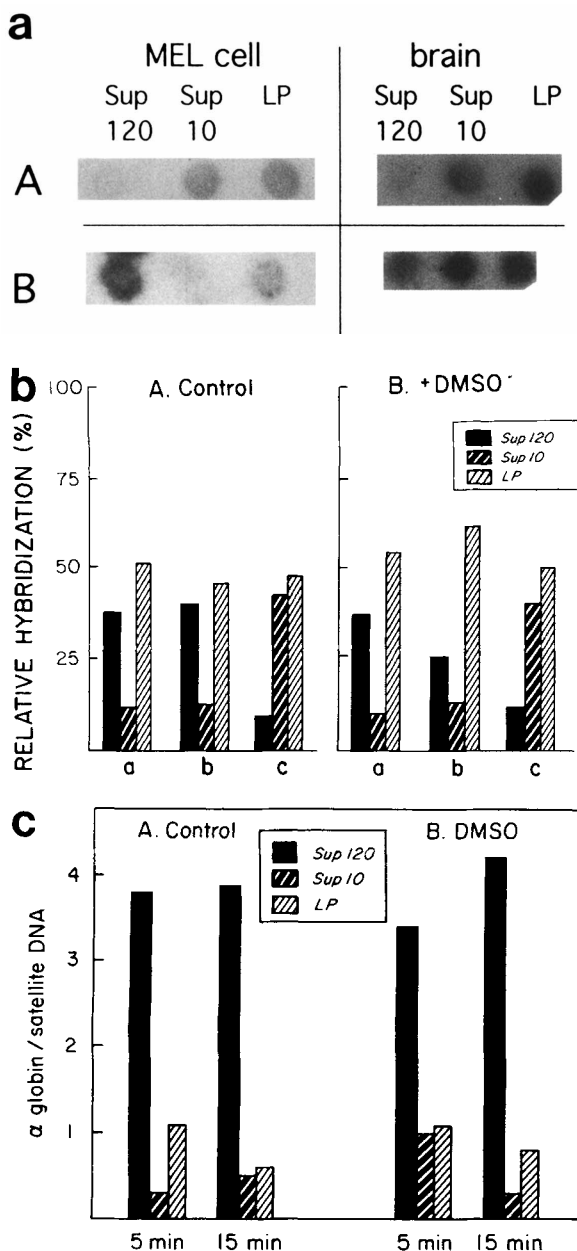 a
MEL cell brain
Sup Sup LP Sup Sup LP
120 10 120 10
A
B
b
A. Control B. +DMSO
100
75
50
25
RELATIVE HYBRIDIZATION (%)
Sup 120
Sup 10
LP
a b c a b c
c
A. Control B. DMSO
Sup 120
Sup 10
LP
4
3
2
1
α globin/satellite DNA
5 min 15 min 5 min 15 min